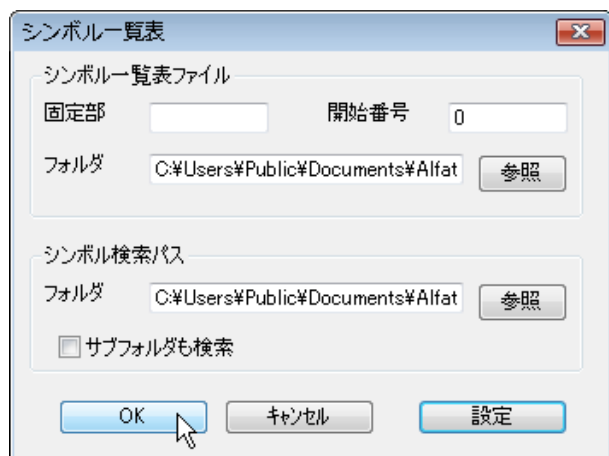 シンボル一覧表
シンボル一覧表ファイル
固定部 開始番号 0
フォルダ C:¥Users¥Public¥Documents¥Alfat 参照
シンボル検索パス
フォルダ C:¥Users¥Public¥Documents¥Alfat 参照
サブフォルダも検索
OK キャンセル 設定